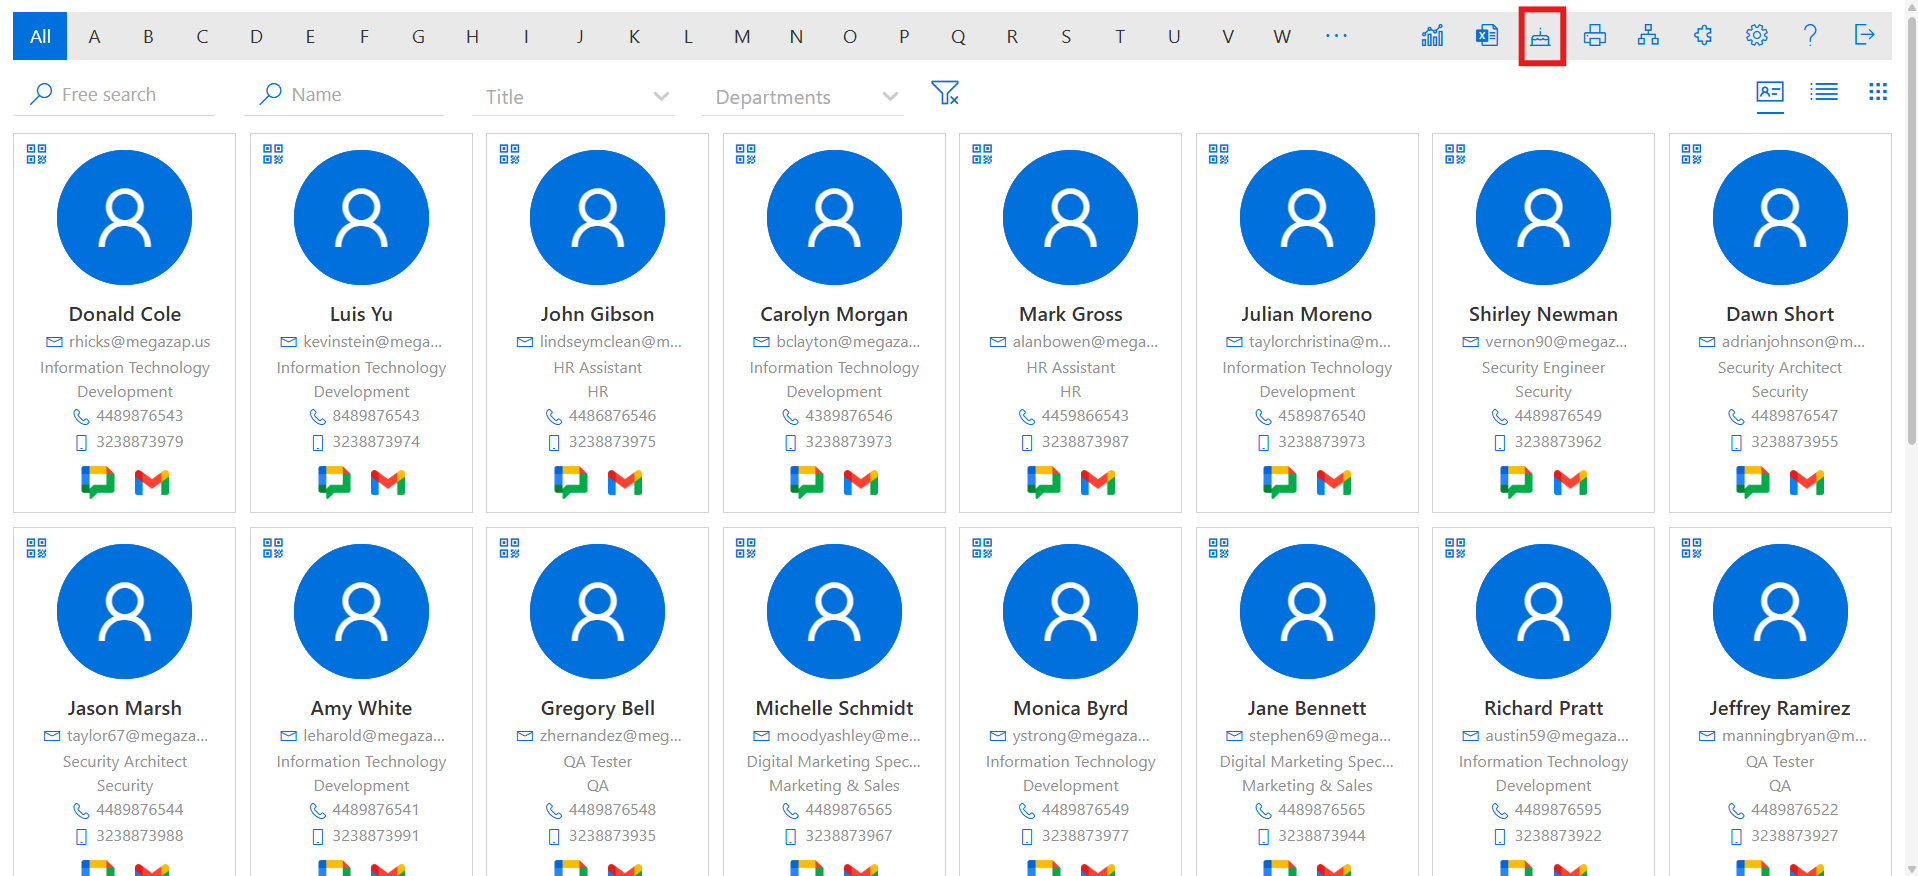 All A B C D E F G H I J K L M N O P Q R S T U V W ...
Free search Name Title Departments
Donald Cole
rhicks@megazap.us
Information Technology
Development
4489876543
3238873979
Luis Yu
kevinstein@mega...
Information Technology
Development
8489876543
3238873974
John Gibson
lindseymclean@m...
HR Assistant
HR
4486876546
3238873975
Carolyn Morgan
bclayton@megaza...
Information Technology
Development
4389876546
3238873973
Mark Gross
alanbowen@mega...
HR Assistant
HR
4459866543
3238873987
Julian Moreno
taylorchristina@m...
Information Technology
Development
4589876540
3238873973
Shirley Newman
vernon90@megaz...
Security Engineer
Security
4489876549
3238873962
Dawn Short
adrianjohnson@m...
Security Architect
Security
4489876547
3238873955
Jason Marsh
taylor67@megaza...
Security Architect
Security
4489876544
3238873988
Amy White
leharold@megaza...
Information Technology
Development
4489876541
3238873991
Gregory Bell
zhernandez@meg...
QA Tester
QA
4489876548
3238873935
Michelle Schmidt
moodyashley@me...
Digital Marketing Spec...
Marketing & Sales
4489876565
3238873967
Monica Byrd
ystrong@megaza...
Information Technology
Development
4489876549
3238873977
Jane Bennett
stephen69@mega...
Digital Marketing Spec...
Marketing & Sales
4489876565
3238873944
Richard Pratt
austin59@megaza...
Information Technology
Development
4489876595
3238873922
Jeffrey Ramirez
manningbryan@m...
QA Tester
QA
4489876522
3238873927